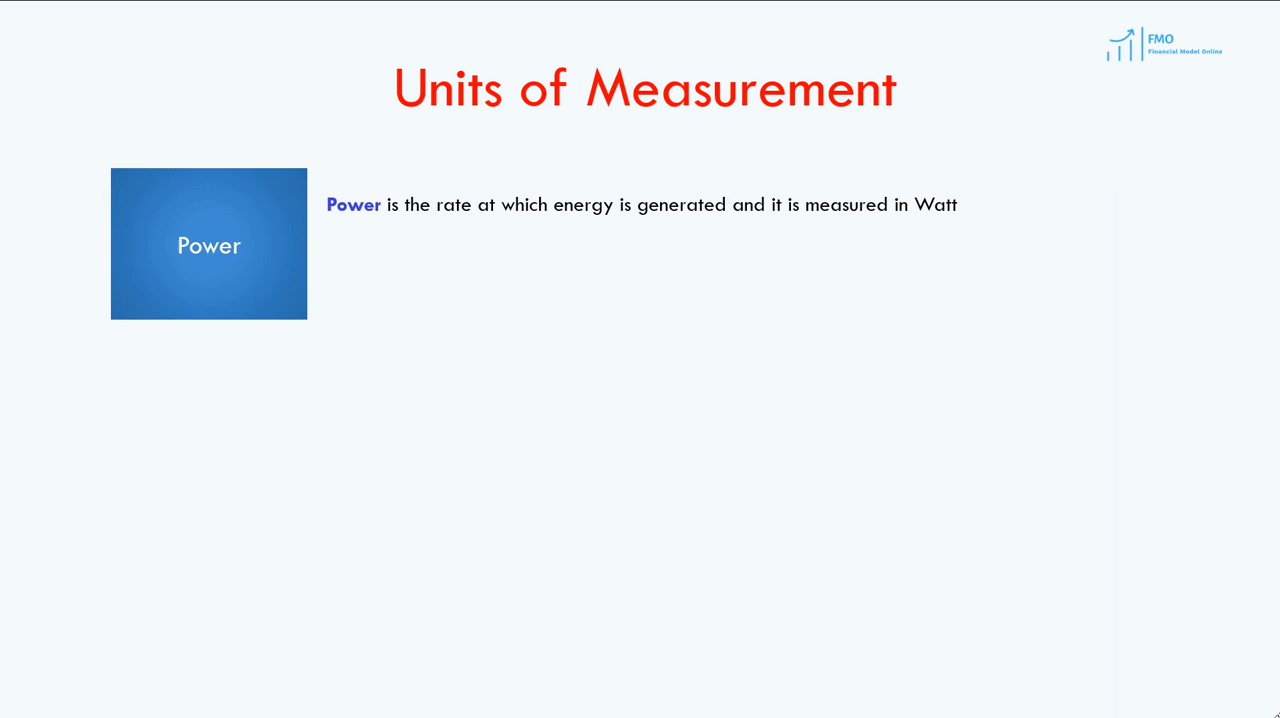 FMO
Financial Model Online
Units of Measurement
Power
Power is the rate at which energy is generated and it is measured in Watt